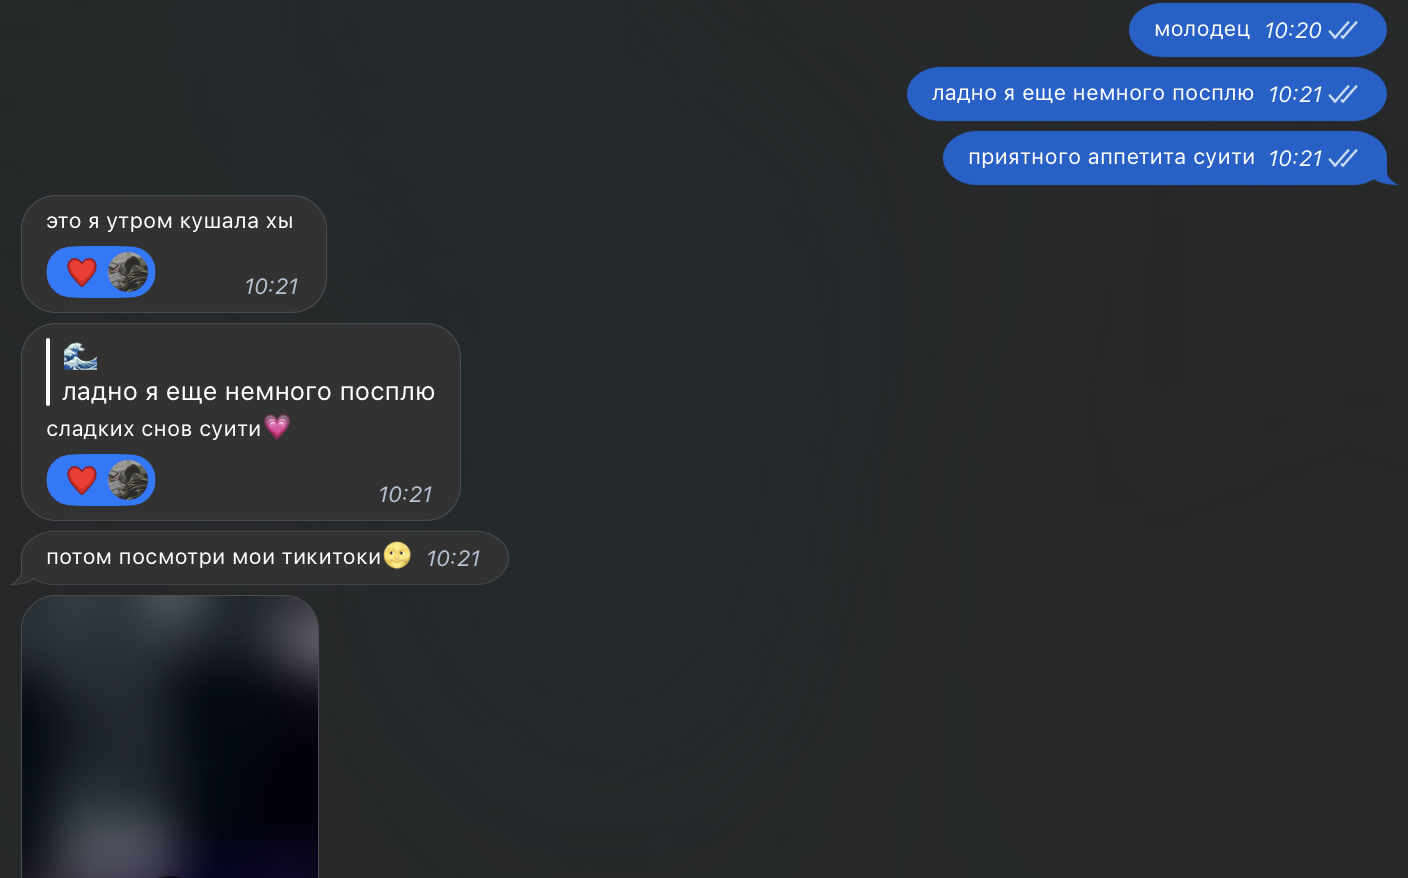 молодец 10:20
ладно я еще немного посплю 10:21
приятного аппетита суити 10:21
это я утром кушала хы
10:21
🌊
ладно я еще немного посплю
сладких снов суити💗
10:21
потом посмотри мои тикитоки🌝 10:21